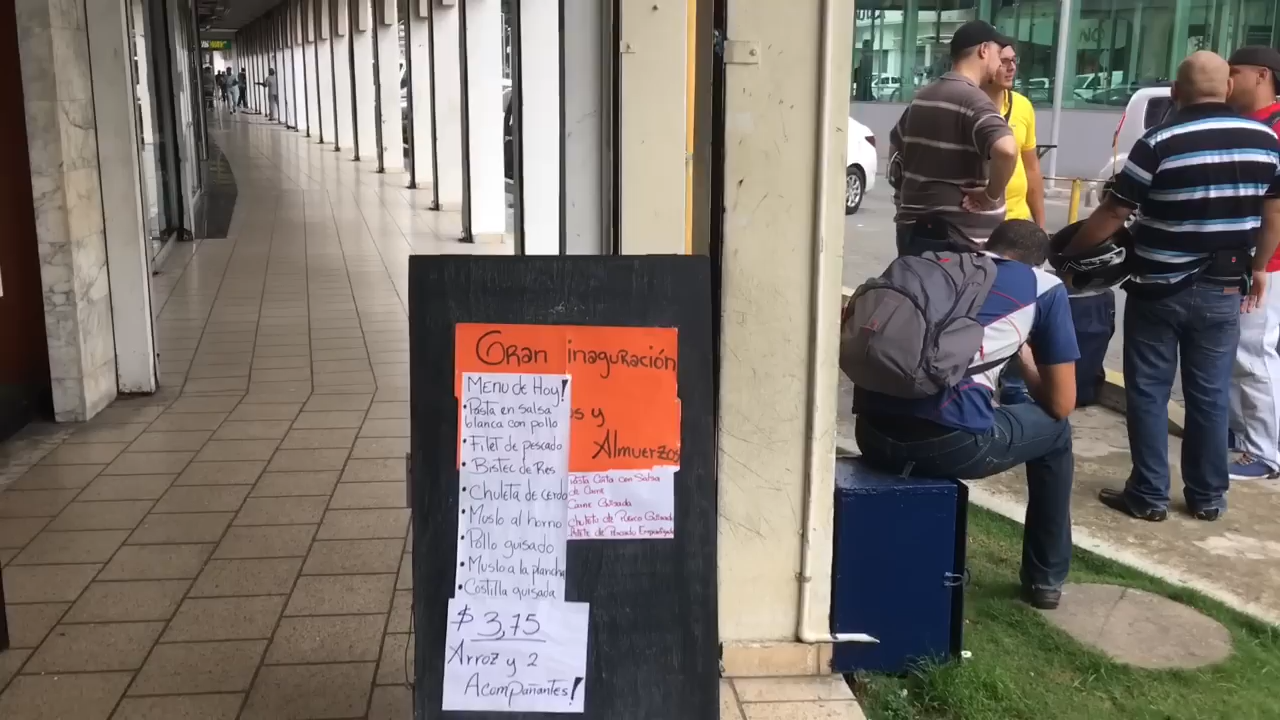 Gran inaguración
os y
Almuerzos
Menu de Hoy!
• Pasta en salsa
blanca con pollo
• Filet de pescado
• Bistec de Res
• Chuleta de cerdo
• Muslo al horno
• Pollo guisado
• Muslo a la plancha
• Costilla guisada
Pasta Corta con Salsa
de Carne
Carne Guisada
Chuleta de Puerco Guisada
Filete de Pescado
$ 3,75
Arroz y 2
Acompañantes!